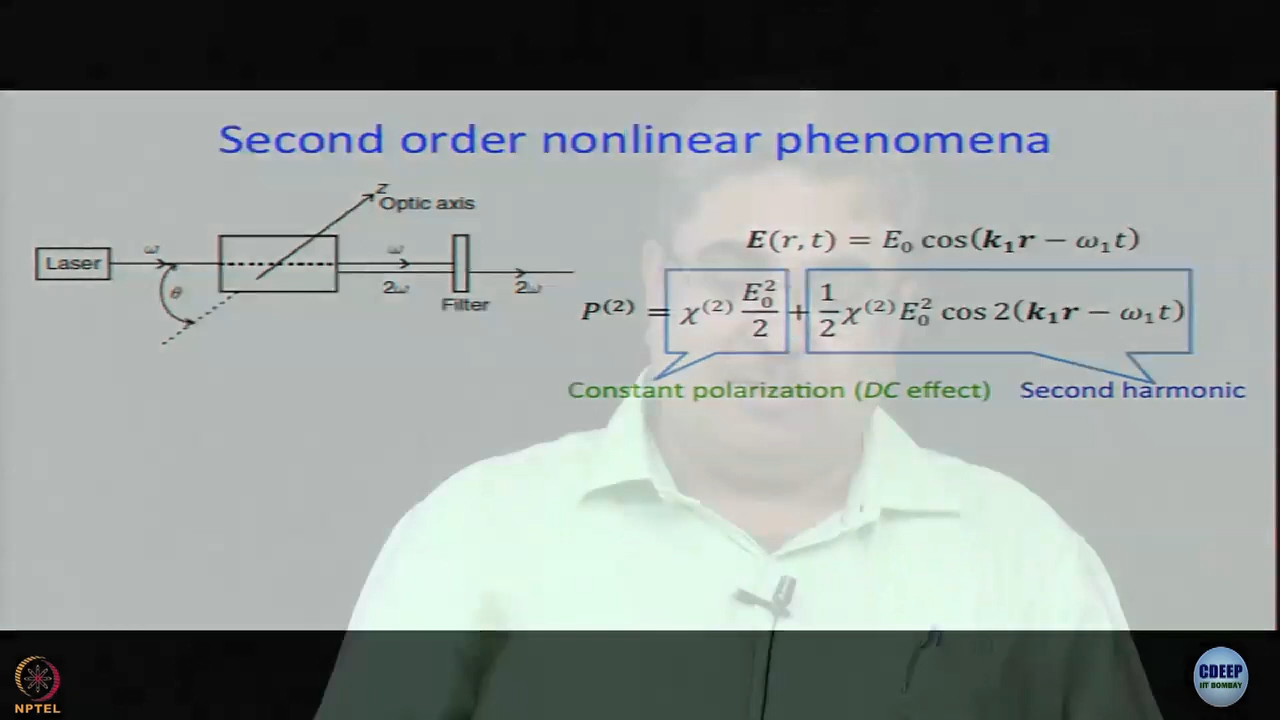 Second order nonlinear phenomena
z
Optic axis
Laser
ω
θ
ω
2ω
Filter
2ω
E(r, t) = E₀ cos(k₁r − ω₁t)
P⁽²⁾ = χ⁽²⁾ E₀²/2 + 1/2 χ⁽²⁾E₀² cos 2(k₁r − ω₁t)
Constant polarization (DC effect)
Second harmonic
NPTEL
CDEEP
IIT BOMBAY